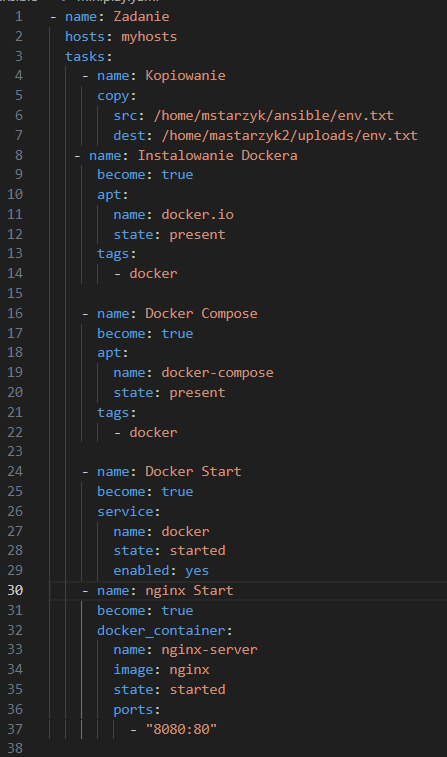 1 - name: Zadanie
2   hosts: myhosts
3   tasks:
4     - name: Kopiowanie
5       copy:
6         src: /home/mstarzyk/ansible/env.txt
7         dest: /home/mastarzyk2/uploads/env.txt
8    - name: Instalowanie Dockera
9       become: true
10       apt:
11         name: docker.io
12         state: present
13       tags:
14         - docker
15
16     - name: Docker Compose
17       become: true
18       apt:
19         name: docker-compose
20         state: present
21       tags:
22         - docker
23
24     - name: Docker Start
25       become: true
26       service:
27         name: docker
28         state: started
29         enabled: yes
30     - name: nginx Start
31       become: true
32       docker_container:
33         name: nginx-server
34         image: nginx
35         state: started
36         ports:
37           - "8080:80"
38